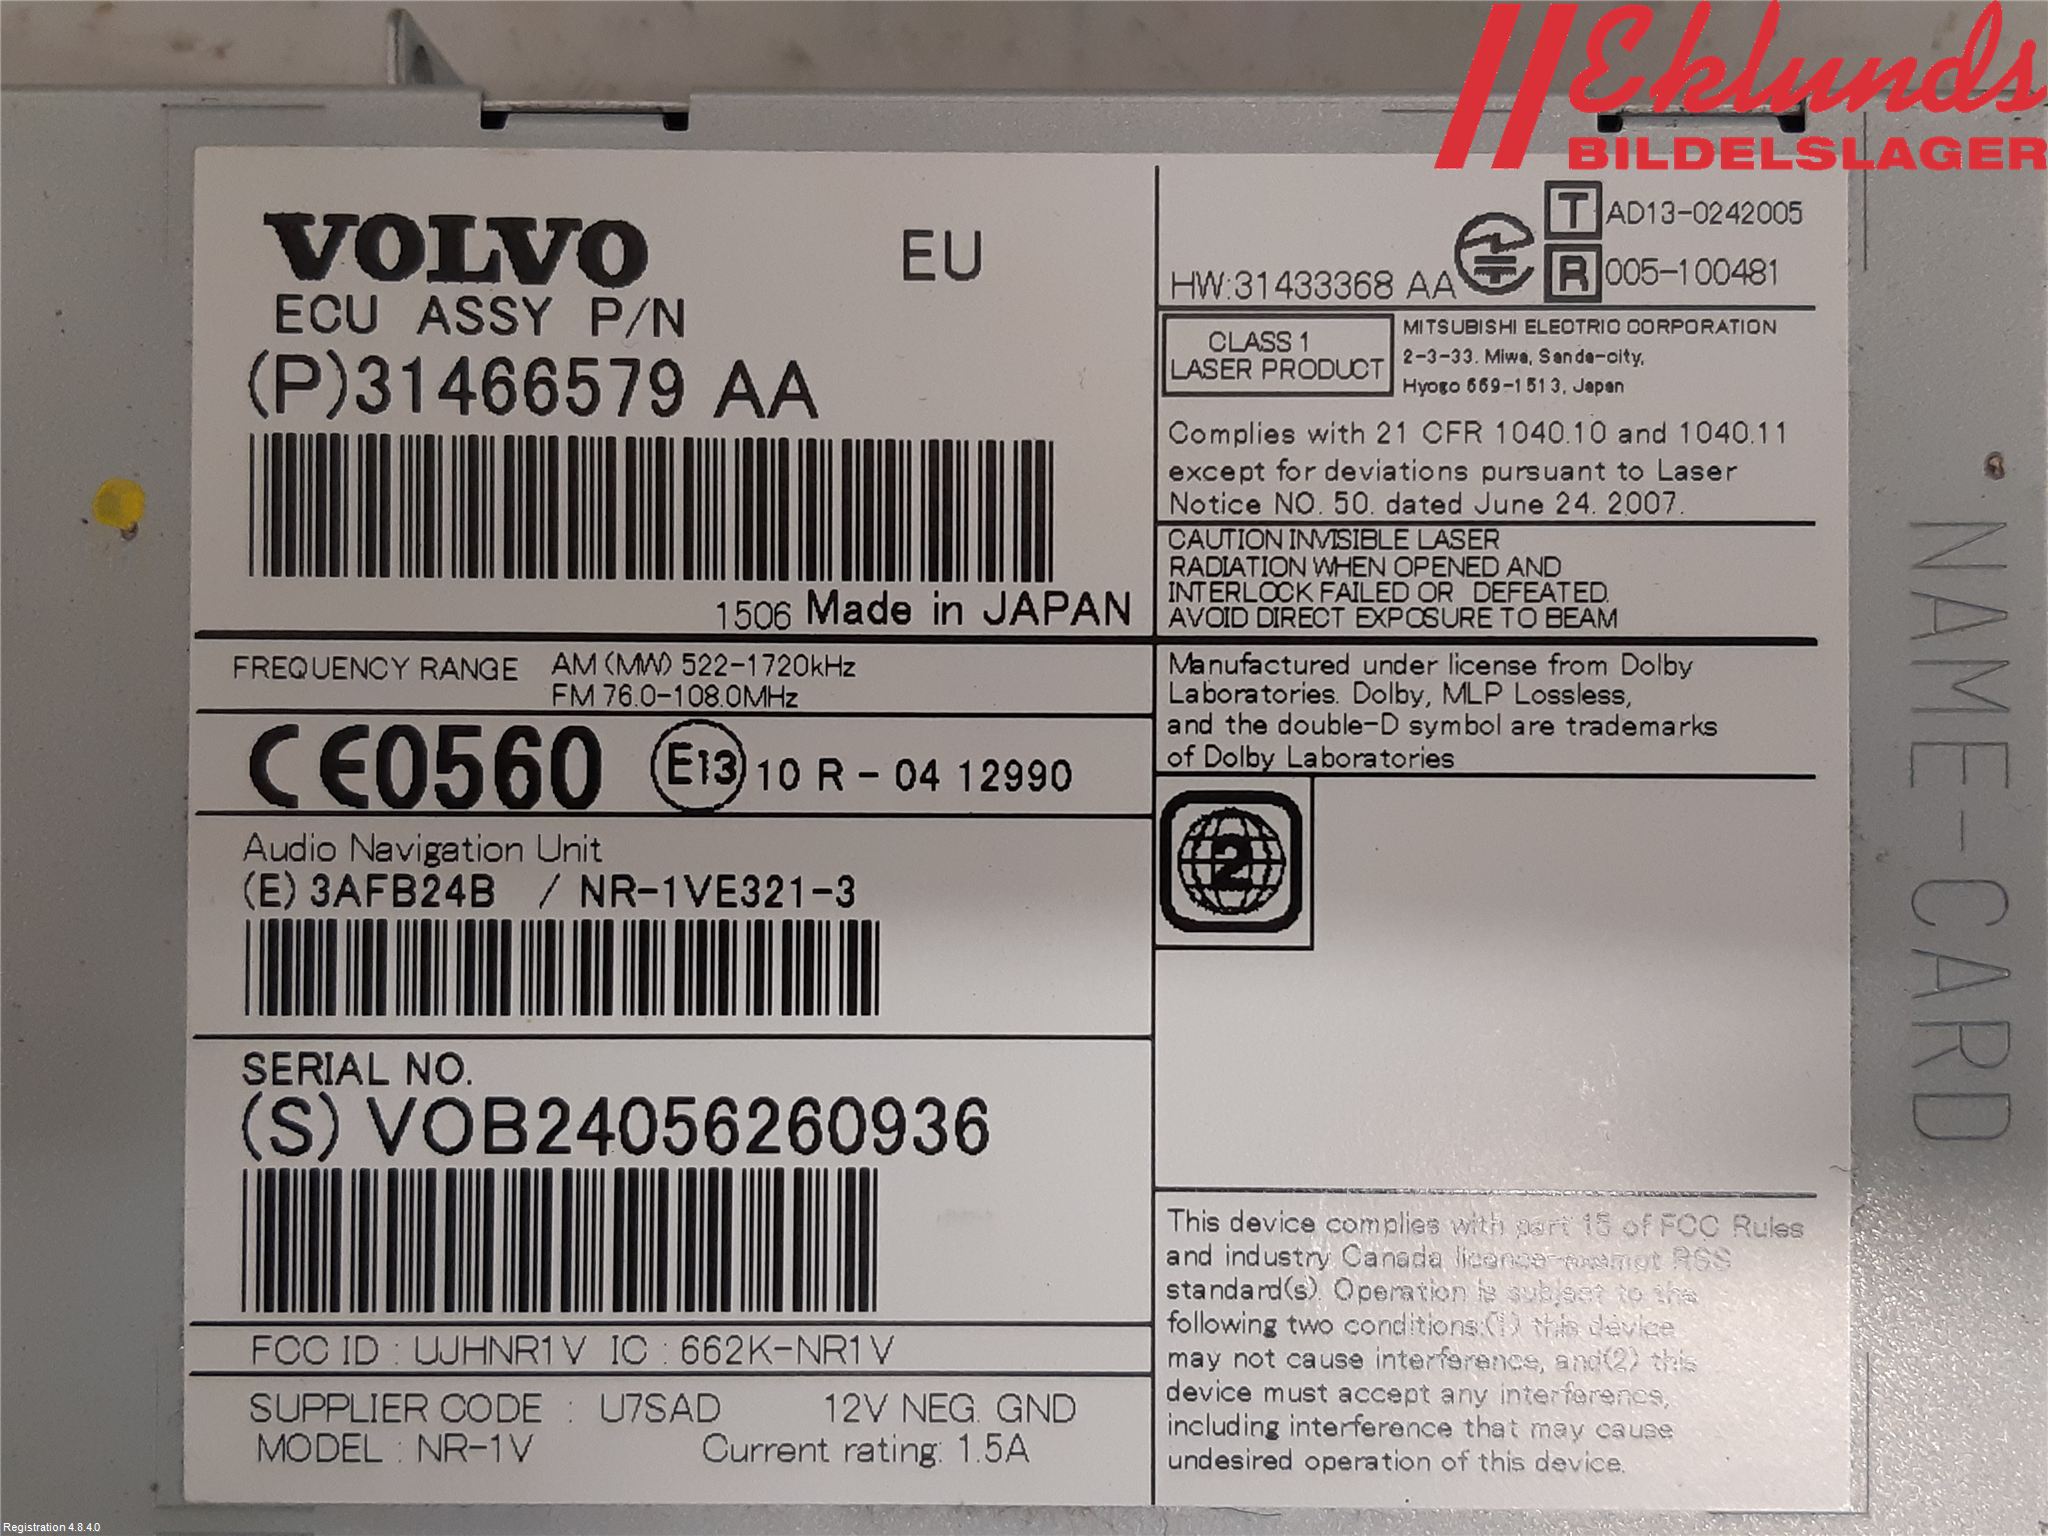 Eklunds
BILDELSLAGER
VOLVO
EU
ECU ASSY P/N
(P)31466579 AA
1506 Made in JAPAN
FREQUENCY RANGE AM (MW) 522-1720kHz
FM 76.0-108.0MHz
CE0560 E13 10 R - 04 12990
Audio Navigation Unit
(E) 3AFB24B / NR-1VE321-3
SERIAL NO.
(S) VOB24056260936
FCC ID : UJHNR1V IC : 662K-NR1V
SUPPLIER CODE : U7SAD 12V NEG. GND
MODEL : NR-1V Current rating: 1.5A
T AD13-0242005
HW:31433368 AA R 005-100481
CLASS 1
LASER PRODUCT
MITSUBISHI ELECTRIC CORPORATION
2-3-33. Miwa, Sanda-city,
Hyogo 669-1513, Japan
Complies with 21 CFR 1040.10 and 1040.11
except for deviations pursuant to Laser
Notice NO. 50. dated June 24. 2007.
CAUTION INVISIBLE LASER
RADIATION WHEN OPENED AND
INTERLOCK FAILED OR DEFEATED.
AVOID DIRECT EXPOSURE TO BEAM
Manufactured under license from Dolby
Laboratories. Dolby, MLP Lossless,
and the double-D symbol are trademarks
of Dolby Laboratories
2
This device complies with part 15 of FCC Rules
and industry Canada licence-exempt RSS
standard(s). Operation is subject to the
following two conditions:(1) this device
may not cause interference, and(2) this
device must accept any interference,
including interference that may cause
undesired operation of this device.
NAME-CARD
Registration 4.8.4.0